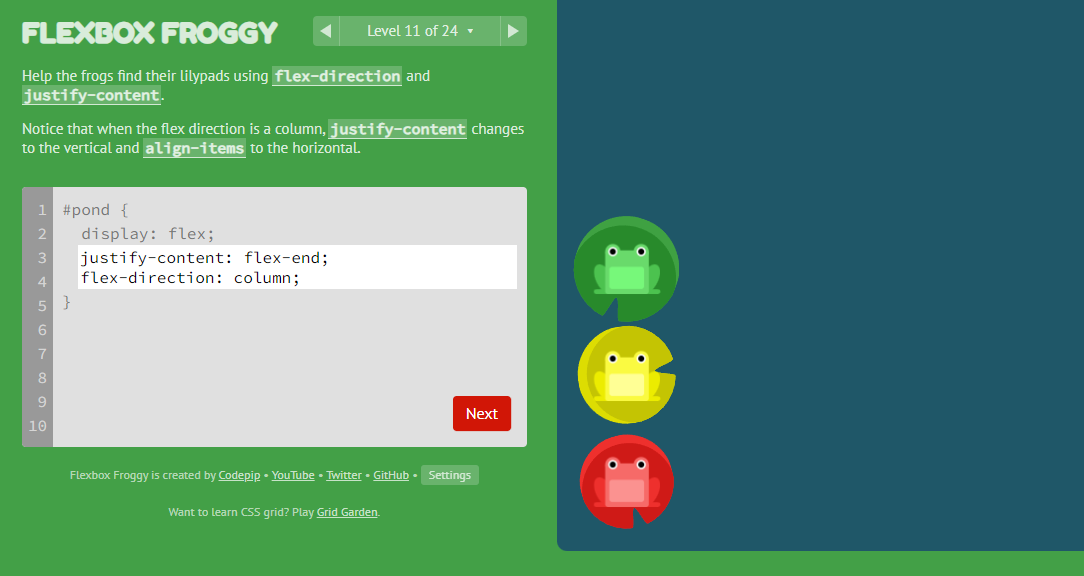 FLEXBOX FROGGY
Level 11 of 24
Help the frogs find their lilypads using flex-direction and
justify-content.
Notice that when the flex direction is a column, justify-content changes
to the vertical and align-items to the horizontal.
1 #pond {
2 display: flex;
3 justify-content: flex-end;
4 flex-direction: column;
5 }
6
7
8
9
10
Next
Flexbox Froggy is created by Codepip • YouTube • Twitter • GitHub • Settings
Want to learn CSS grid? Play Grid Garden.